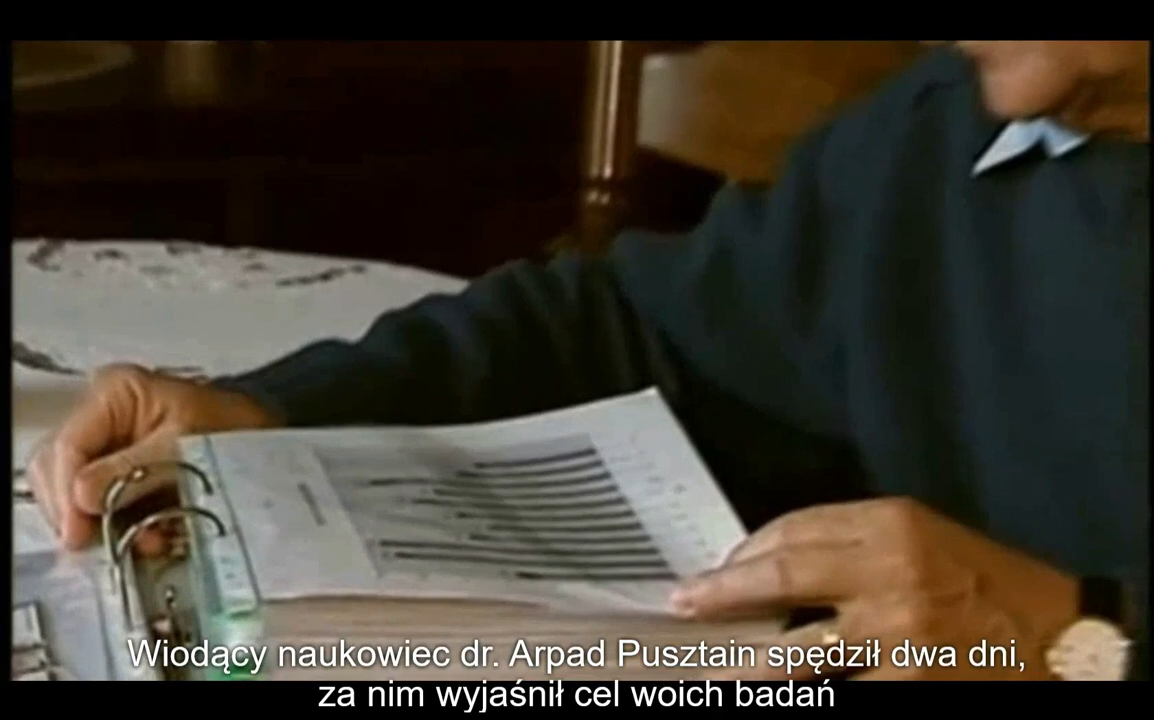 Wiodący naukowiec dr. Arpad Pusztain spędził dwa dni,
za nim wyjaśnił cel woich badań